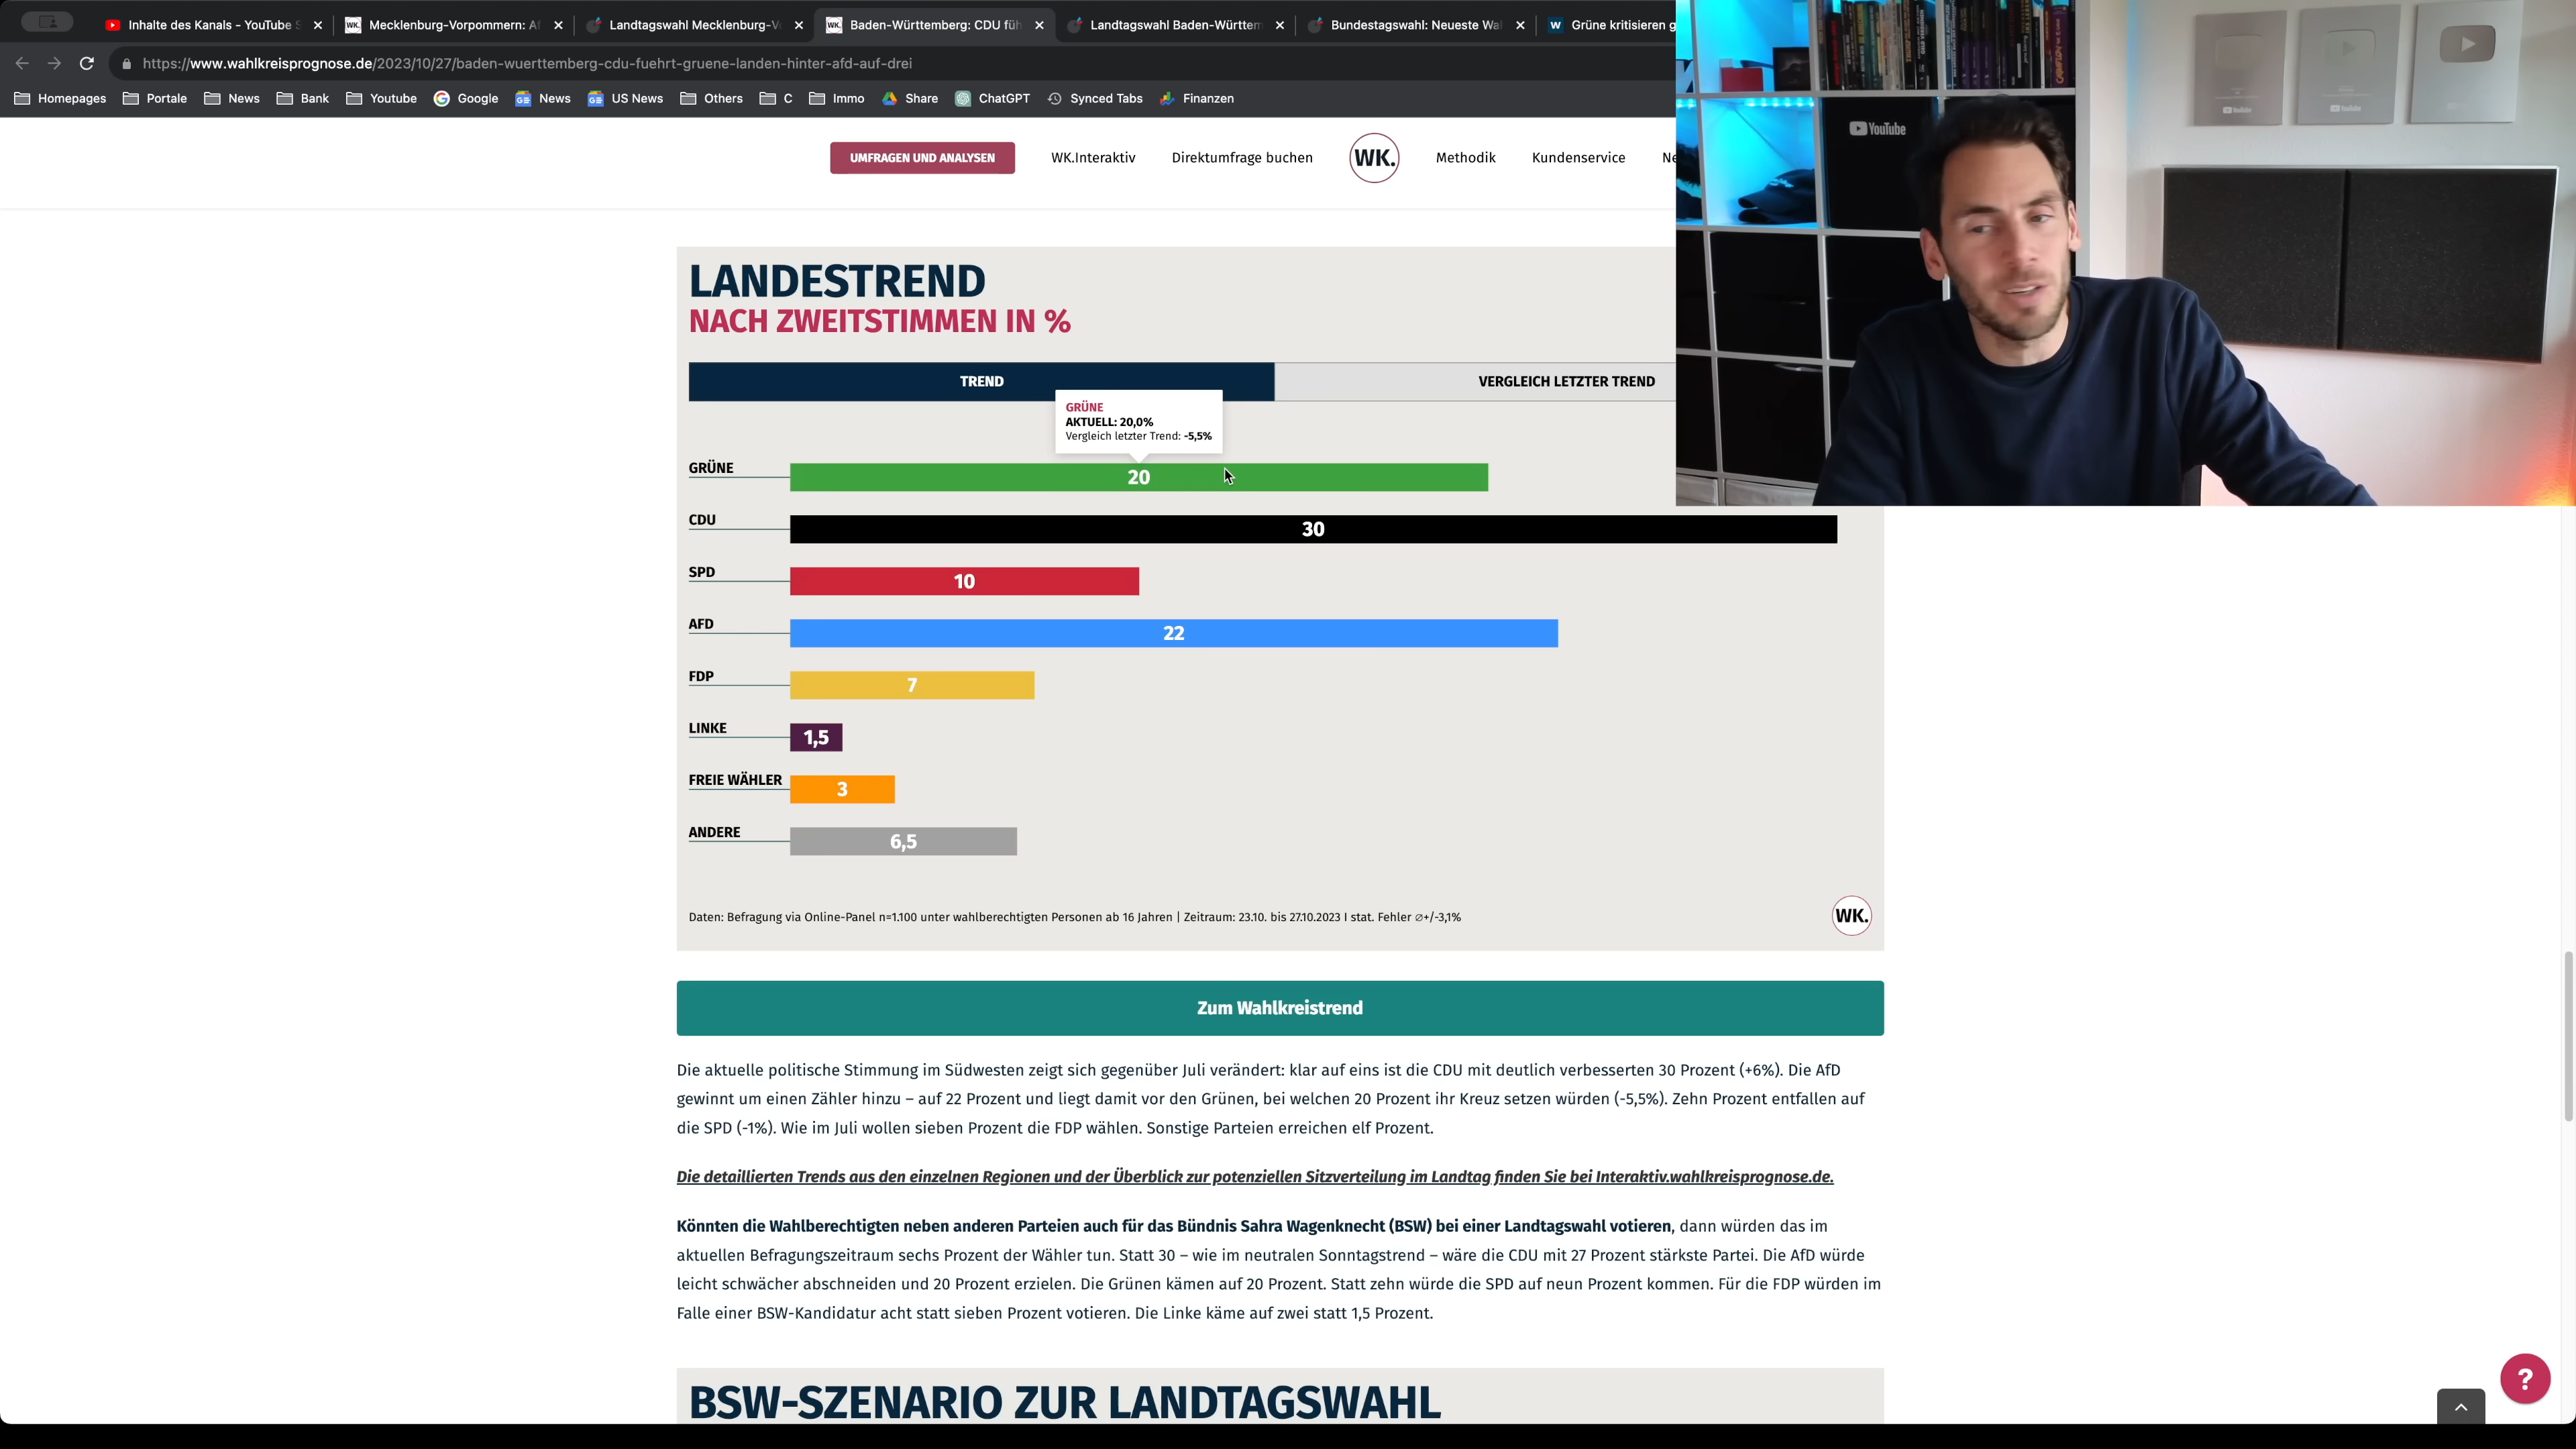 Inhalte des Kanals - YouTube S
Mecklenburg-Vorpommern: Af
Landtagswahl Mecklenburg-Vo
Baden-Württemberg: CDU füh
Landtagswahl Baden-Württem
Bundestagswahl: Neueste Wah
Grüne kritisieren g
https://www.wahlkreisprognose.de/2023/10/27/baden-wuerttemberg-cdu-fuehrt-gruene-landen-hinter-afd-auf-drei
Homepages Portale News Bank Youtube Google News US News Others C Immo Share ChatGPT Synced Tabs Finanzen
YouTube
YouTube
YouTube
UMFRAGEN UND ANALYSEN WK.Interaktiv Direktumfrage buchen WK. Methodik Kundenservice Ne
LANDESTREND
NACH ZWEITSTIMMEN IN %
TREND VERGLEICH LETZTER TREND
GRÜNE
AKTUELL: 20,0%
Vergleich letzter Trend: -5,5%
GRÜNE 20
CDU 30
SPD 10
AFD 22
FDP 7
LINKE 1,5
FREIE WÄHLER 3
ANDERE 6,5
Daten: Befragung via Online-Panel n=1.100 unter wahlberechtigten Personen ab 16 Jahren | Zeitraum: 23.10. bis 27.10.2023 I stat. Fehler ∅+/-3,1%
WK.
Zum Wahlkreistrend
Die aktuelle politische Stimmung im Südwesten zeigt sich gegenüber Juli verändert: klar auf eins ist die CDU mit deutlich verbesserten 30 Prozent (+6%). Die AfD
gewinnt um einen Zähler hinzu – auf 22 Prozent und liegt damit vor den Grünen, bei welchen 20 Prozent ihr Kreuz setzen würden (-5,5%). Zehn Prozent entfallen auf
die SPD (-1%). Wie im Juli wollen sieben Prozent die FDP wählen. Sonstige Parteien erreichen elf Prozent.
Die detaillierten Trends aus den einzelnen Regionen und der Überblick zur potenziellen Sitzverteilung im Landtag finden Sie bei Interaktiv.wahlkreisprognose.de.
Könnten die Wahlberechtigten neben anderen Parteien auch für das Bündnis Sahra Wagenknecht (BSW) bei einer Landtagswahl votieren, dann würden das im
aktuellen Befragungszeitraum sechs Prozent der Wähler tun. Statt 30 – wie im neutralen Sonntagstrend – wäre die CDU mit 27 Prozent stärkste Partei. Die AfD würde
leicht schwächer abschneiden und 20 Prozent erzielen. Die Grünen kämen auf 20 Prozent. Statt zehn würde die SPD auf neun Prozent kommen. Für die FDP würden im
Falle einer BSW-Kandidatur acht statt sieben Prozent votieren. Die Linke käme auf zwei statt 1,5 Prozent.
BSW-SZENARIO ZUR LANDTAGSWAHL
?